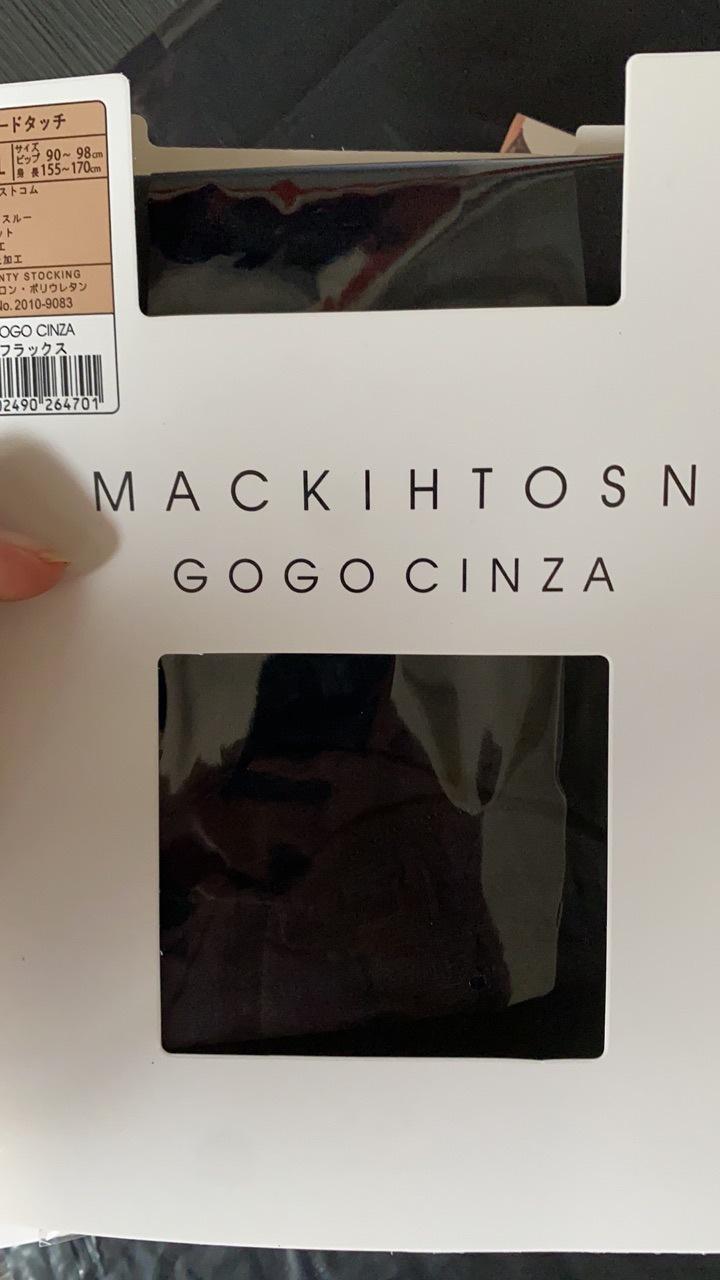 ードタッチ
L サイズ
ヒップ 90～98cm
身長 155～170cm
ストコム
スルー
ット
工
加工
NTY STOCKING
ロン・ポリウレタン
No.2010-9083
OGO CINZA
フラックス
02490 264701
MACKIHTOSN
GOGO CINZA